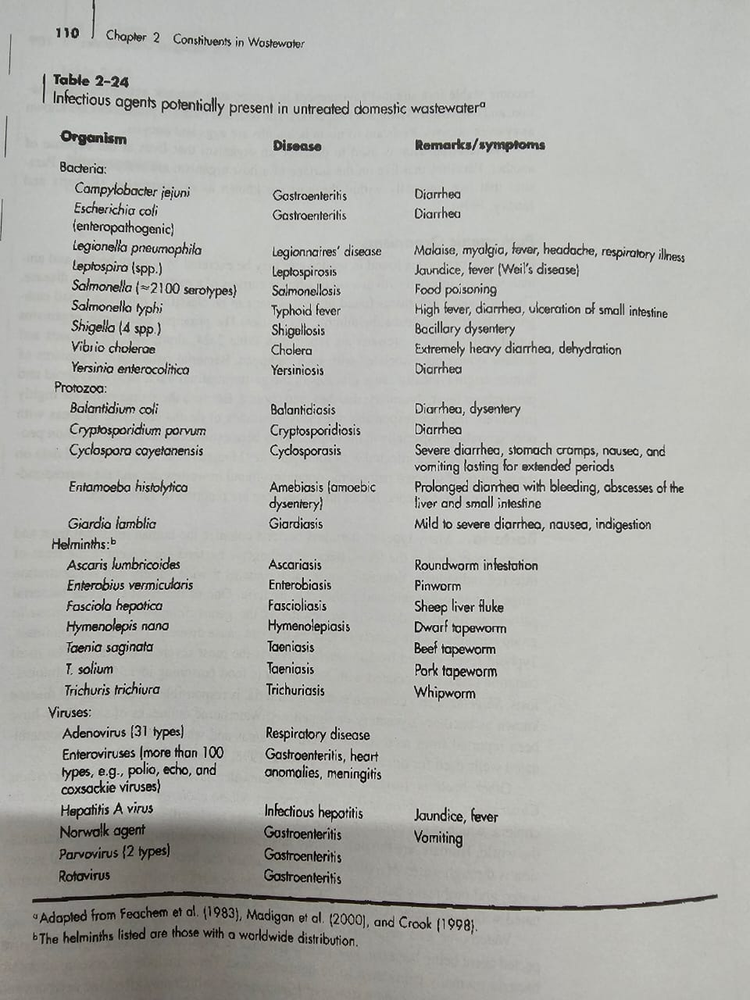 110 Chapter 2 Constituents in Wastewater
Table 2-24
Infectious agents potentially present in untreated domestic wastewaterᵃ
Organism Disease Remarks/symptoms
Bacteria:
Campylobacter jejuni Gastroenteritis Diarrhea
Escherichia coli Gastroenteritis Diarrhea
(enteropathogenic)
Legionella pneumophila Legionnaires' disease Malaise, myalgia, fever, headache, respiratory illness
Leptospira (spp.) Leptospirosis Jaundice, fever (Weil's disease)
Salmonella (≈2100 serotypes) Salmonellosis Food poisoning
Salmonella typhi Typhoid fever High fever, diarrhea, ulceration of small intestine
Shigella (4 spp.) Shigellosis Bacillary dysentery
Vibrio cholerae Cholera Extremely heavy diarrhea, dehydration
Yersinia enterocolitica Yersiniosis Diarrhea
Protozoa:
Balantidium coli Balantidiasis Diarrhea, dysentery
Cryptosporidium parvum Cryptosporidiosis Diarrhea
Cyclospora cayetanensis Cyclosporasis Severe diarrhea, stomach cramps, nausea, and
vomiting lasting for extended periods
Entamoeba histolytica Amebiasis (amoebic Prolonged diarrhea with bleeding, abscesses of the
dysentery) liver and small intestine
Giardia lamblia Giardiasis Mild to severe diarrhea, nausea, indigestion
Helminths:ᵇ
Ascaris lumbricoides Ascariasis Roundworm infestation
Enterobius vermicularis Enterobiasis Pinworm
Fasciola hepatica Fascioliasis Sheep liver fluke
Hymenolepis nana Hymenolepiasis Dwarf tapeworm
Taenia saginata Taeniasis Beef tapeworm
T. solium Taeniasis Pork tapeworm
Trichuris trichiura Trichuriasis Whipworm
Viruses:
Adenovirus (31 types) Respiratory disease
Enteroviruses (more than 100 Gastroenteritis, heart
types, e.g., polio, echo, and anomalies, meningitis
coxsackie viruses)
Hepatitis A virus Infectious hepatitis Jaundice, fever
Norwalk agent Gastroenteritis Vomiting
Parvovirus (2 types) Gastroenteritis
Rotavirus Gastroenteritis
ᵃAdapted from Feachem et al. (1983), Madigan et al. (2000), and Crook (1998).
ᵇThe helminths listed are those with a worldwide distribution.